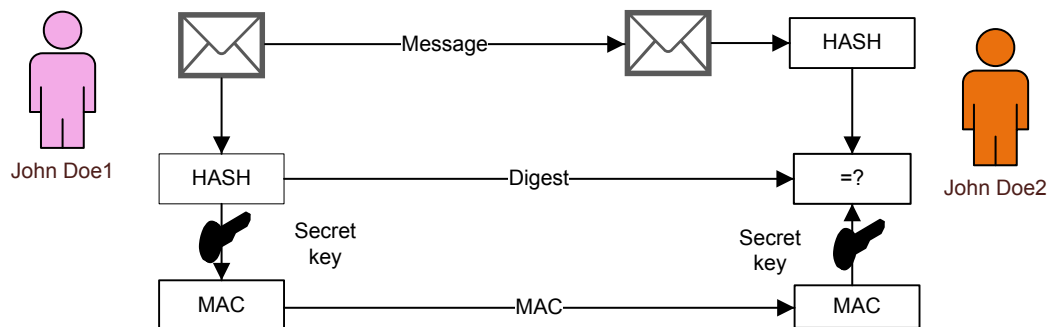 Message
HASH
John Doe1
HASH
Digest
=?
John Doe2
Secret
key
Secret
key
MAC
MAC
MAC